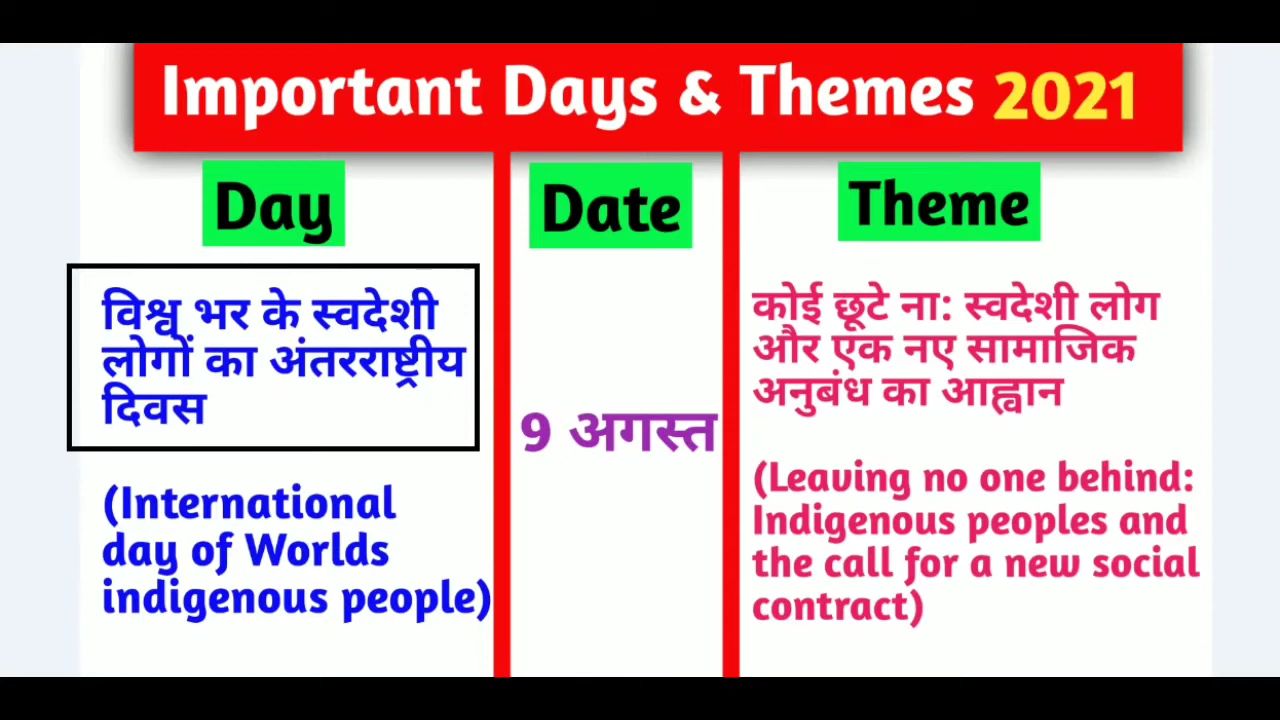 Important Days & Themes 2021
Day
Date
Theme
विश्व भर के स्वदेशी
लोगों का अंतरराष्ट्रीय
दिवस
(International
day of Worlds
indigenous people)
9 अगस्त
कोई छूटे ना: स्वदेशी लोग
और एक नए सामाजिक
अनुबंध का आह्वान
(Leaving no one behind:
Indigenous peoples and
the call for a new social
contract)